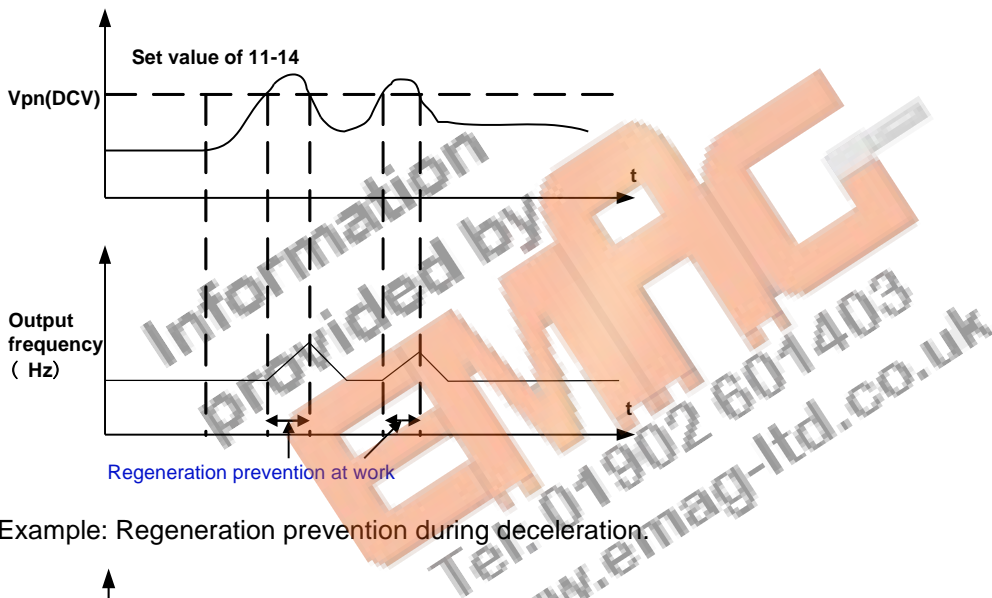 Set value of 11-14
Vpn(DCV)
t
Output
frequency
( Hz)
t
Regeneration prevention at work
Example: Regeneration prevention during deceleration.
Information
provided by
EMAG
Tel:01902 601403
www.emag-ltd.co.uk